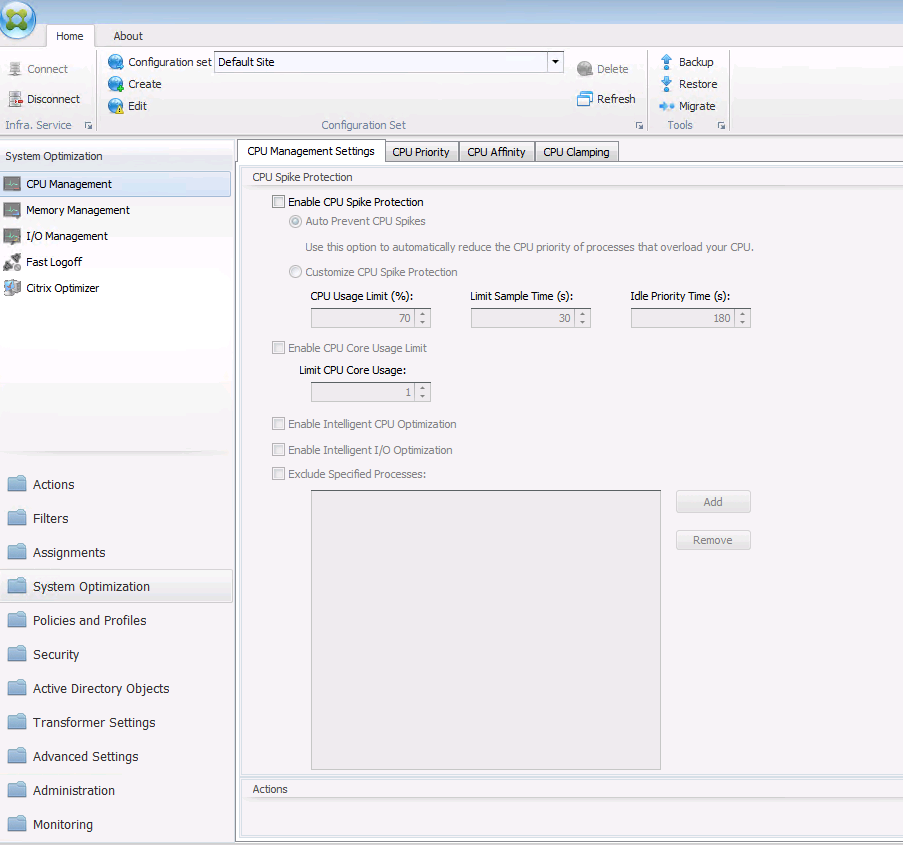 Home About
Connect
Disconnect
Infra. Service
Configuration set Default Site
Create
Edit
Delete
Refresh
Configuration Set
Backup
Restore
Migrate
Tools
System Optimization
CPU Management
Memory Management
I/O Management
Fast Logoff
Citrix Optimizer
Actions
Filters
Assignments
System Optimization
Policies and Profiles
Security
Active Directory Objects
Transformer Settings
Advanced Settings
Administration
Monitoring
CPU Management Settings CPU Priority CPU Affinity CPU Clamping
CPU Spike Protection
Enable CPU Spike Protection
Auto Prevent CPU Spikes
Use this option to automatically reduce the CPU priority of processes that overload your CPU.
Customize CPU Spike Protection
CPU Usage Limit (%): Limit Sample Time (s): Idle Priority Time (s):
70 30 180
Enable CPU Core Usage Limit
Limit CPU Core Usage:
1
Enable Intelligent CPU Optimization
Enable Intelligent I/O Optimization
Exclude Specified Processes:
Add
Remove
Actions